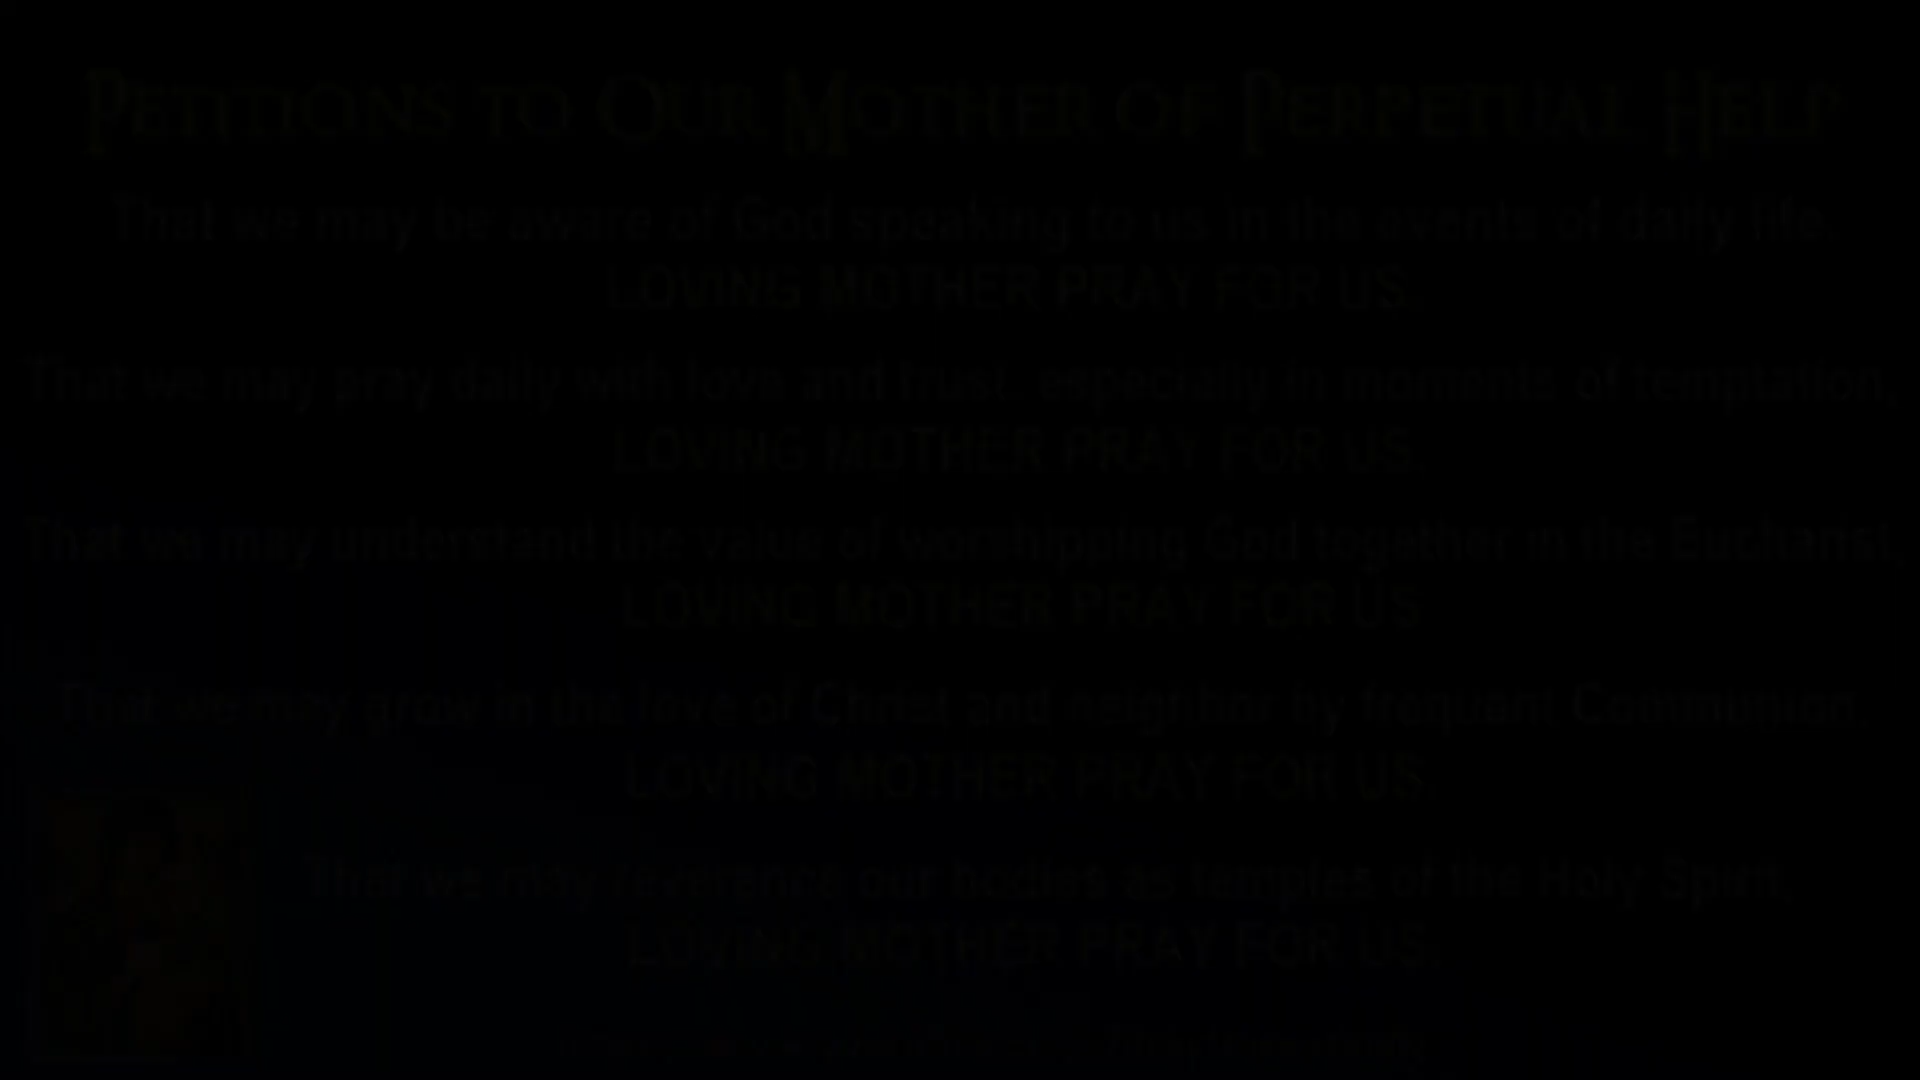 Petitions to Our Mother of Perpetual Help
That we may be aware of God speaking to us in the events of daily life.
LOVING MOTHER PRAY FOR US.
That we may pray daily with love and trust especially in moments of temptation,
LOVING MOTHER PRAY FOR US.
That we may understand the value of worshipping God together in the Eucharist,
LOVING MOTHER PRAY FOR US
That we may grow in the love of Christ and neighbor by frequent Communion,
LOVING MOTHER PRAY FOR US.
That we may reverence our bodies as temples of the Holy Spirit,
LOVING MOTHER PRAY FOR US.